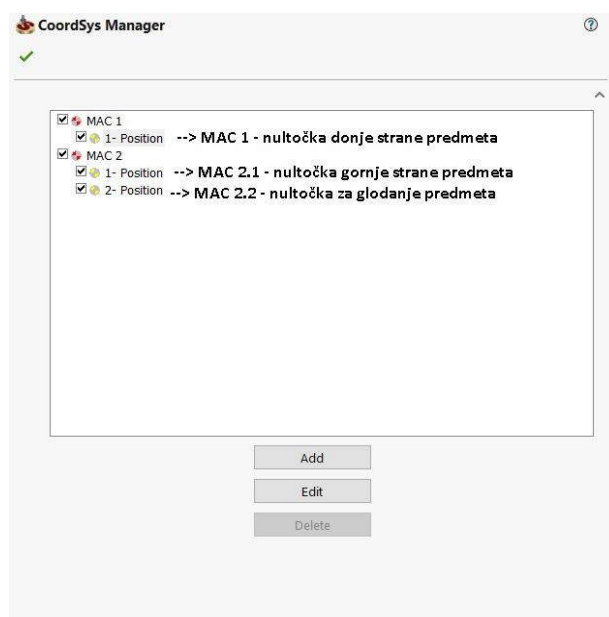 CoordSys Manager
MAC 1
1- Position --> MAC 1 - nultočka donje strane predmeta
MAC 2
1- Position --> MAC 2.1 - nultočka gornje strane predmeta
2- Position --> MAC 2.2 - nultočka za glodanje predmeta
Add
Edit
Delete